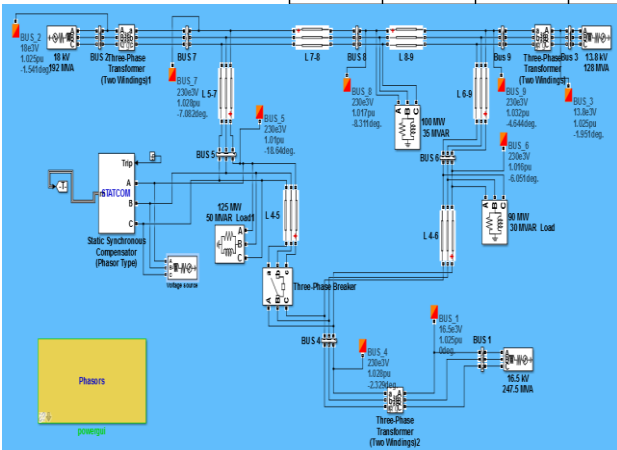 BUS_2
18e3V
1.025pu
-1.541deg.
18 kV
192 MVA
BUS 2
Three-Phase
Transformer
(Two Windings)1
BUS 7
L 7-8
BUS 8
L 8-9
Bus 9
Three-Phase
Transformer
(Two Windings)
Bus 3
13.8 kV
128 MVA
BUS_7
230e3V
1.028pu
-7.082deg.
L 5-7
BUS_5
230e3V
1.01pu
-18.64deg.
BUS_8
230e3V
1.017pu
-8.311deg.
A B C
100 MW
35 MVAR
L 6-9
BUS_9
230e3V
1.032pu
-4.644deg.
BUS_3
13.8e3V
1.025pu
-1.951deg.
BUS_6
230e3V
1.016pu
-6.051deg.
BUS 5
BUS 6
Trip
STATCOM
A
B
C
Static Synchronous
Compensator
(Phasor Type)
Voltage source
125 MW
50 MVAR Load1
A
B
C
L 4-5
L 4-6
A B C
90 MW
30 MVAR Load
Three-Phase Breaker
BUS 4
BUS_4
230e3V
1.028pu
-2.329deg.
BUS_1
16.5e3V
1.025pu
0deg.
BUS 1
16.5 kV
247.5 MVA
Three-Phase
Transformer
(Two Windings)2
Phasors
powergui